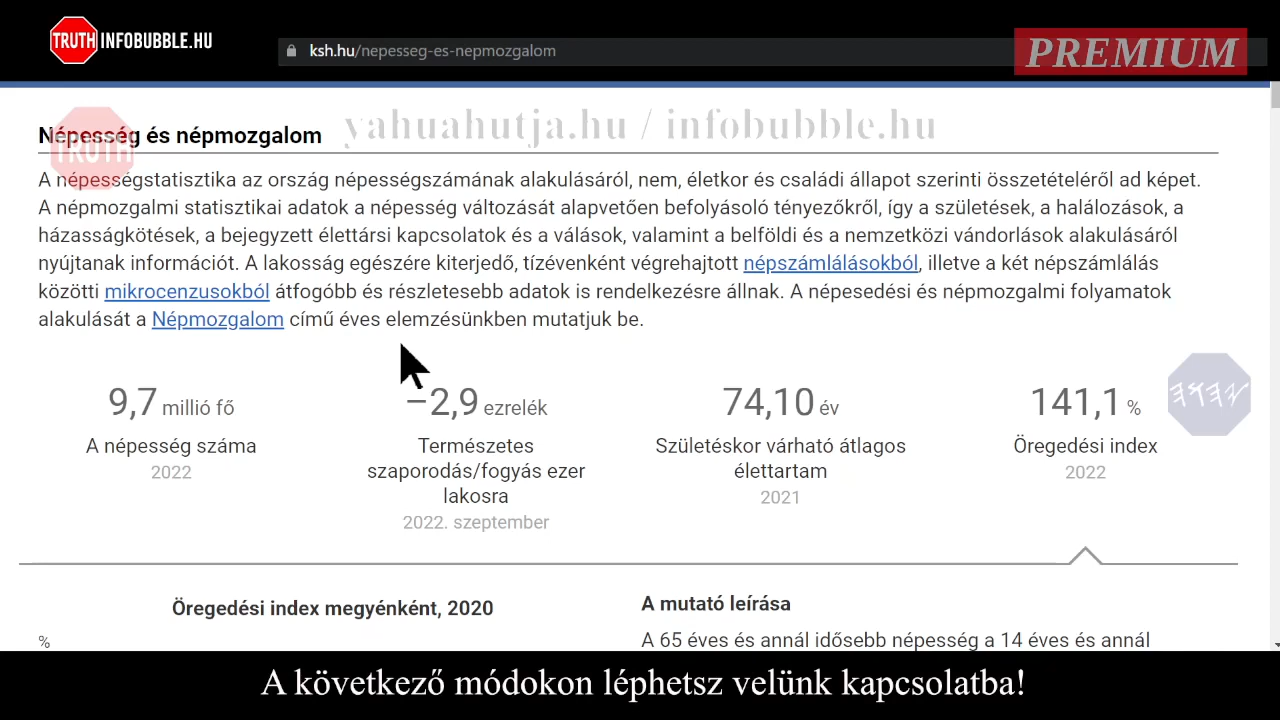 TRUTH INFOBUBBLE.HU
ksh.hu/nepesseg-es-nepmozgalom
PREMIUM
yahuahutja.hu / infobubble.hu
Népesség és népmozgalom
TRUTH
A népességstatisztika az ország népességszámának alakulásáról, nem, életkor és családi állapot szerinti összetételéről ad képet.
A népmozgalmi statisztikai adatok a népesség változását alapvetően befolyásoló tényezőkről, így a születések, a halálozások, a
házasságkötések, a bejegyzett élettársi kapcsolatok és a válások, valamint a belföldi és a nemzetközi vándorlások alakulásáról
nyújtanak információt. A lakosság egészére kiterjedő, tízévenként végrehajtott népszámlálásokból, illetve a két népszámlálás
közötti mikrocenzusokból átfogóbb és részletesebb adatok is rendelkezésre állnak. A népesedési és népmozgalmi folyamatok
alakulását a Népmozgalom című éves elemzésünkben mutatjuk be.
9,7 millió fő
A népesség száma
2022
−2,9 ezrelék
Természetes
szaporodás/fogyás ezer
lakosra
2022. szeptember
74,10 év
Születéskor várható átlagos
élettartam
2021
141,1 %
Öregedési index
2022
𐤉𐤄𐤅𐤄
Öregedési index megyénként, 2020
%
A mutató leírása
A 65 éves és annál idősebb népesség a 14 éves és annál
A következő módokon léphetsz velünk kapcsolatba!